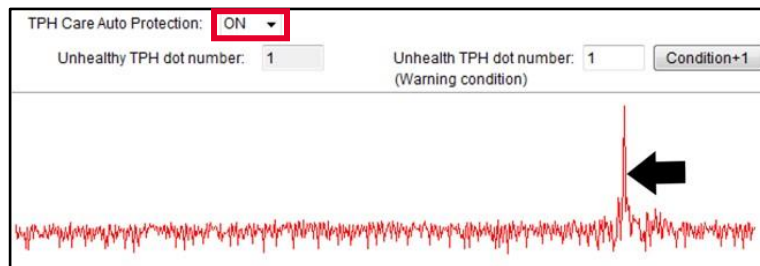 TPH Care Auto Protection: ON
Unhealthy TPH dot number: 1 Unhealth TPH dot number: 1 Condition+1
(Warning condition)